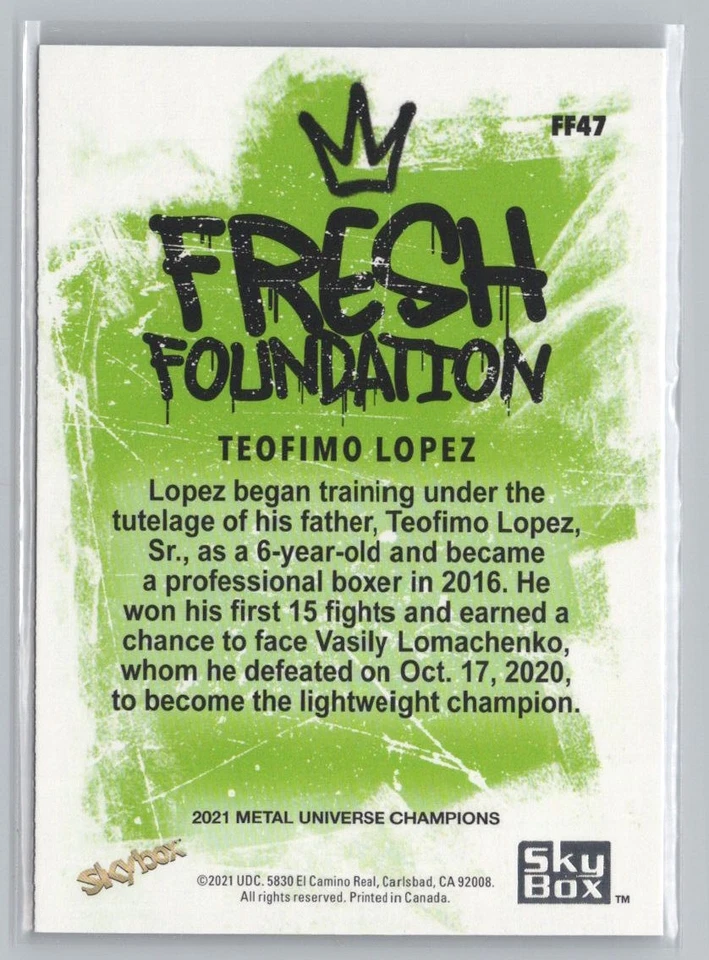 FF47
FRESH
FOUNDATION
TEOFIMO LOPEZ
Lopez began training under the
tutelage of his father, Teofimo Lopez,
Sr., as a 6-year-old and became
a professional boxer in 2016. He
won his first 15 fights and earned a
chance to face Vasily Lomachenko,
whom he defeated on Oct. 17, 2020,
to become the lightweight champion.
2021 METAL UNIVERSE CHAMPIONS
Skybox
©2021 UDC. 5830 El Camino Real, Carlsbad, CA 92008.
All rights reserved. Printed in Canada.
Sky
Box
™